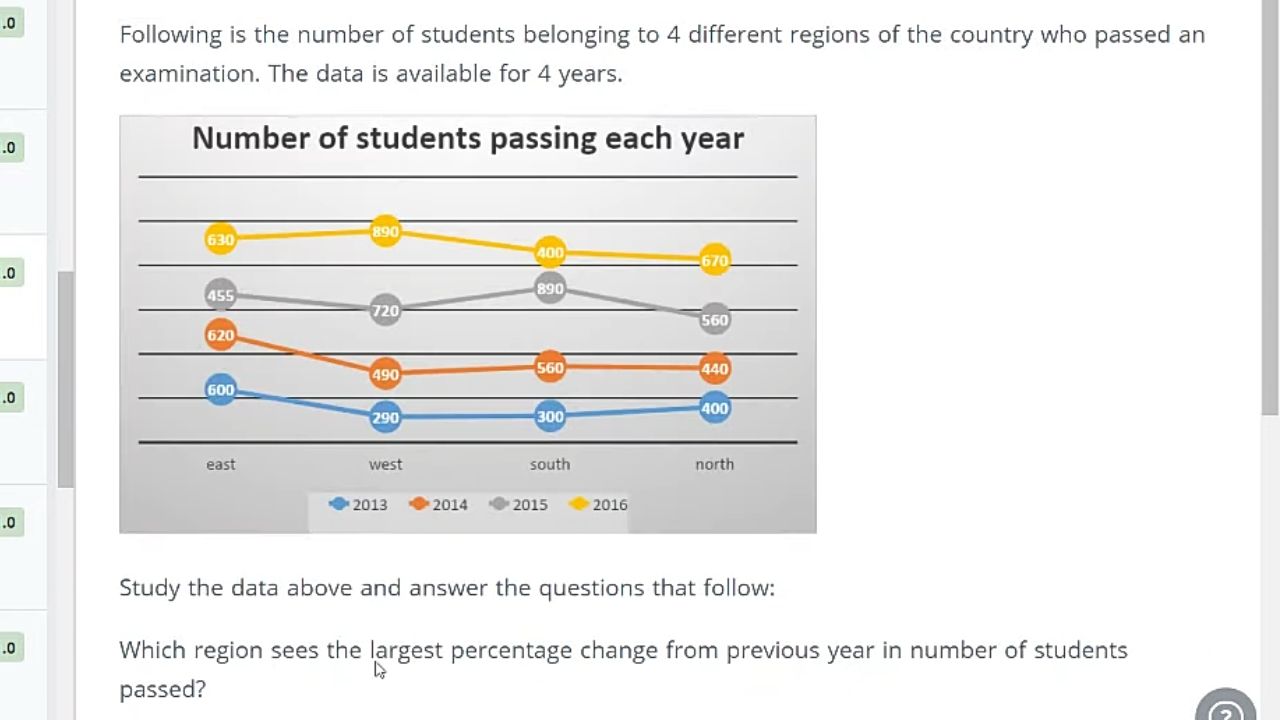 .0
.0
.0
.0
.0
.0
Following is the number of students belonging to 4 different regions of the country who passed an
examination. The data is available for 4 years.
Number of students passing each year
630 890 400 670
455 720 890 560
620 490 560 440
600 290 300 400
east west south north
2013 2014 2015 2016
Study the data above and answer the questions that follow:
Which region sees the largest percentage change from previous year in number of students
passed?
?